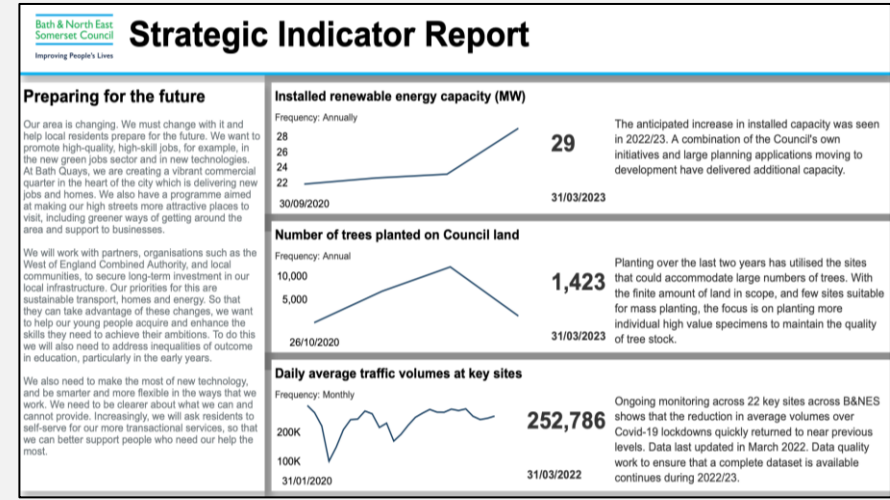 Bath & North East
Somerset Council
Improving People's Lives
Strategic Indicator Report
Preparing for the future
Our area is changing. We must change with it and
help local residents prepare for the future. We want to
promote high-quality, high-skill jobs, for example, in
the new green jobs sector and in new technologies.
At Bath Quays, we are creating a vibrant commercial
quarter in the heart of the city which is delivering new
jobs and homes. We also have a programme aimed
at making our high streets more attractive places to
visit, including greener ways of getting around the
area and support to businesses.
We will work with partners, organisations such as the
West of England Combined Authority, and local
communities, to secure long-term investment in our
local infrastructure. Our priorities for this are
sustainable transport, homes and energy. So that
they can take advantage of these changes, we want
to help our young people acquire and enhance the
skills they need to achieve their ambitions. To do this
we will also need to address inequalities of outcome
in education, particularly in the early years.
We also need to make the most of new technology,
and be smarter and more flexible in the ways that we
work. We need to be clearer about what we can and
cannot provide. Increasingly, we will ask residents to
self-serve for our more transactional services, so that
we can better support people who need our help the
most.
Installed renewable energy capacity (MW)
Frequency: Annually
28
26
24
22
30/09/2020
29
31/03/2023
The anticipated increase in installed capacity was seen
in 2022/23. A combination of the Council's own
initiatives and large planning applications moving to
development have delivered additional capacity.
Number of trees planted on Council land
Frequency: Annual
10,000
5,000
26/10/2020
1,423
31/03/2023
Planting over the last two years has utilised the sites
that could accommodate large numbers of trees. With
the finite amount of land in scope, and few sites suitable
for mass planting, the focus is on planting more
individual high value specimens to maintain the quality
of tree stock.
Daily average traffic volumes at key sites
Frequency: Monthly
200K
100K
31/01/2020
252,786
31/03/2022
Ongoing monitoring across 22 key sites across B&NES
shows that the reduction in average volumes over
Covid-19 lockdowns quickly returned to near previous
levels. Data last updated in March 2022. Data quality
work to ensure that a complete dataset is available
continues during 2022/23.